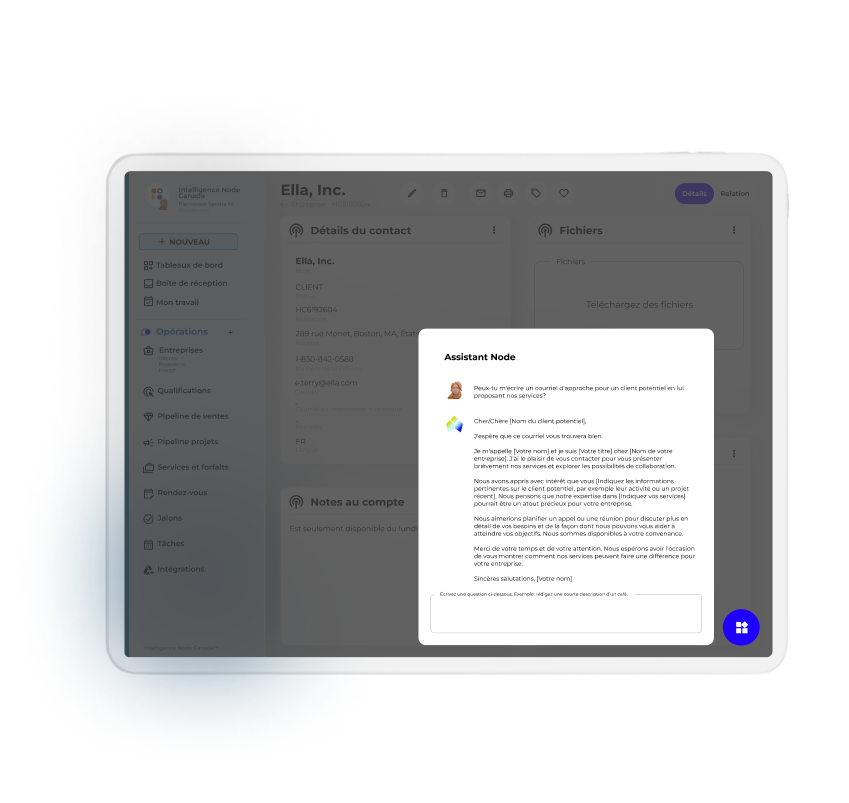 Intelligence Node
Canada
Ella, Inc.
Détails
Relation
+ NOUVEAU
Tableaux de bord
Boîte de réception
Mon travail
Opérations +
Entreprises
Qualifications
Pipeline de ventes
Pipeline projets
Services et forfaits
Rendez-vous
Jalons
Tâches
Intégrations
Détails du contact
Ella, Inc.
CLIENT
HC6192604
289 rue Monet, Boston, MA, État
1-830-842-0588
e.terry@ella.com
FR
Fichiers
Fichiers
Téléchargez des fichiers
Notes au compte
Est seulement disponible du lundi
Assistant Node
Peux-tu m'écrire un courriel d'approche pour un client potentiel en lui
proposant nos services?
Cher/Chère [Nom du client potentiel],
J'espère que ce courriel vous trouvera bien.
Je m'appelle [Votre nom] et je suis [Votre titre] chez [Nom de votre
entreprise]. J'ai le plaisir de vous contacter pour vous présenter
brièvement nos services et explorer les possibilités de collaboration.
Nous avons appris avec intérêt que vous [Indiquez les informations
pertinentes sur le client potentiel, par exemple leur activité ou un projet
récent]. Nous pensons que notre expertise dans [Indiquez vos services]
pourrait être un atout précieux pour votre entreprise.
Nous aimerions planifier un appel ou une réunion pour discuter plus en
détail de vos besoins et de la façon dont nous pouvons vous aider à
atteindre vos objectifs. Nous sommes disponibles à votre convenance.
Merci de votre temps et de votre attention. Nous espérons avoir l'occasion
de vous montrer comment nos services peuvent faire une différence pour
votre entreprise.
Sincères salutations, [Votre nom]
Écrivez une question ci-dessous. Exemple: rédigez une courte description d'un café.